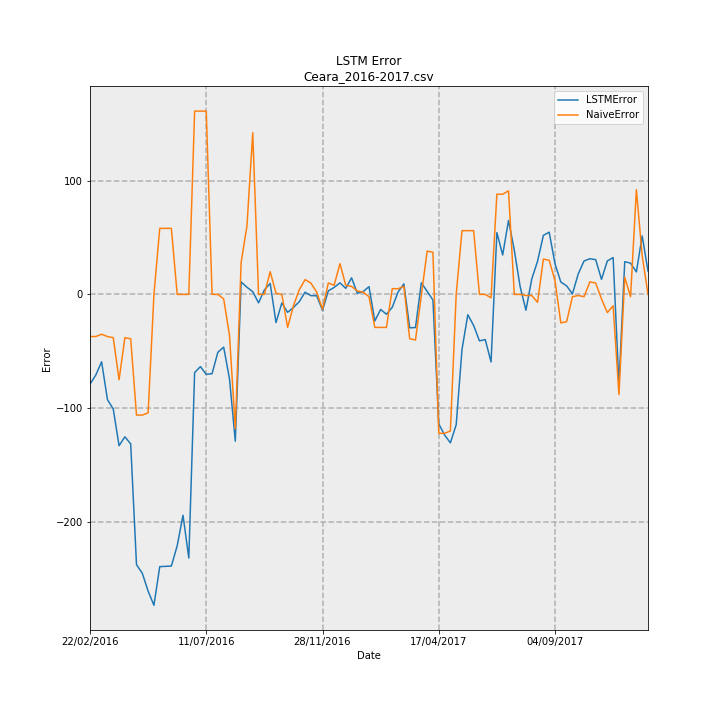 LSTM Error
Ceara_2016-2017.csv
LSTMError
NaiveError
100
0
−100
−200
Error
22/02/2016
11/07/2016
28/11/2016
17/04/2017
04/09/2017
Date